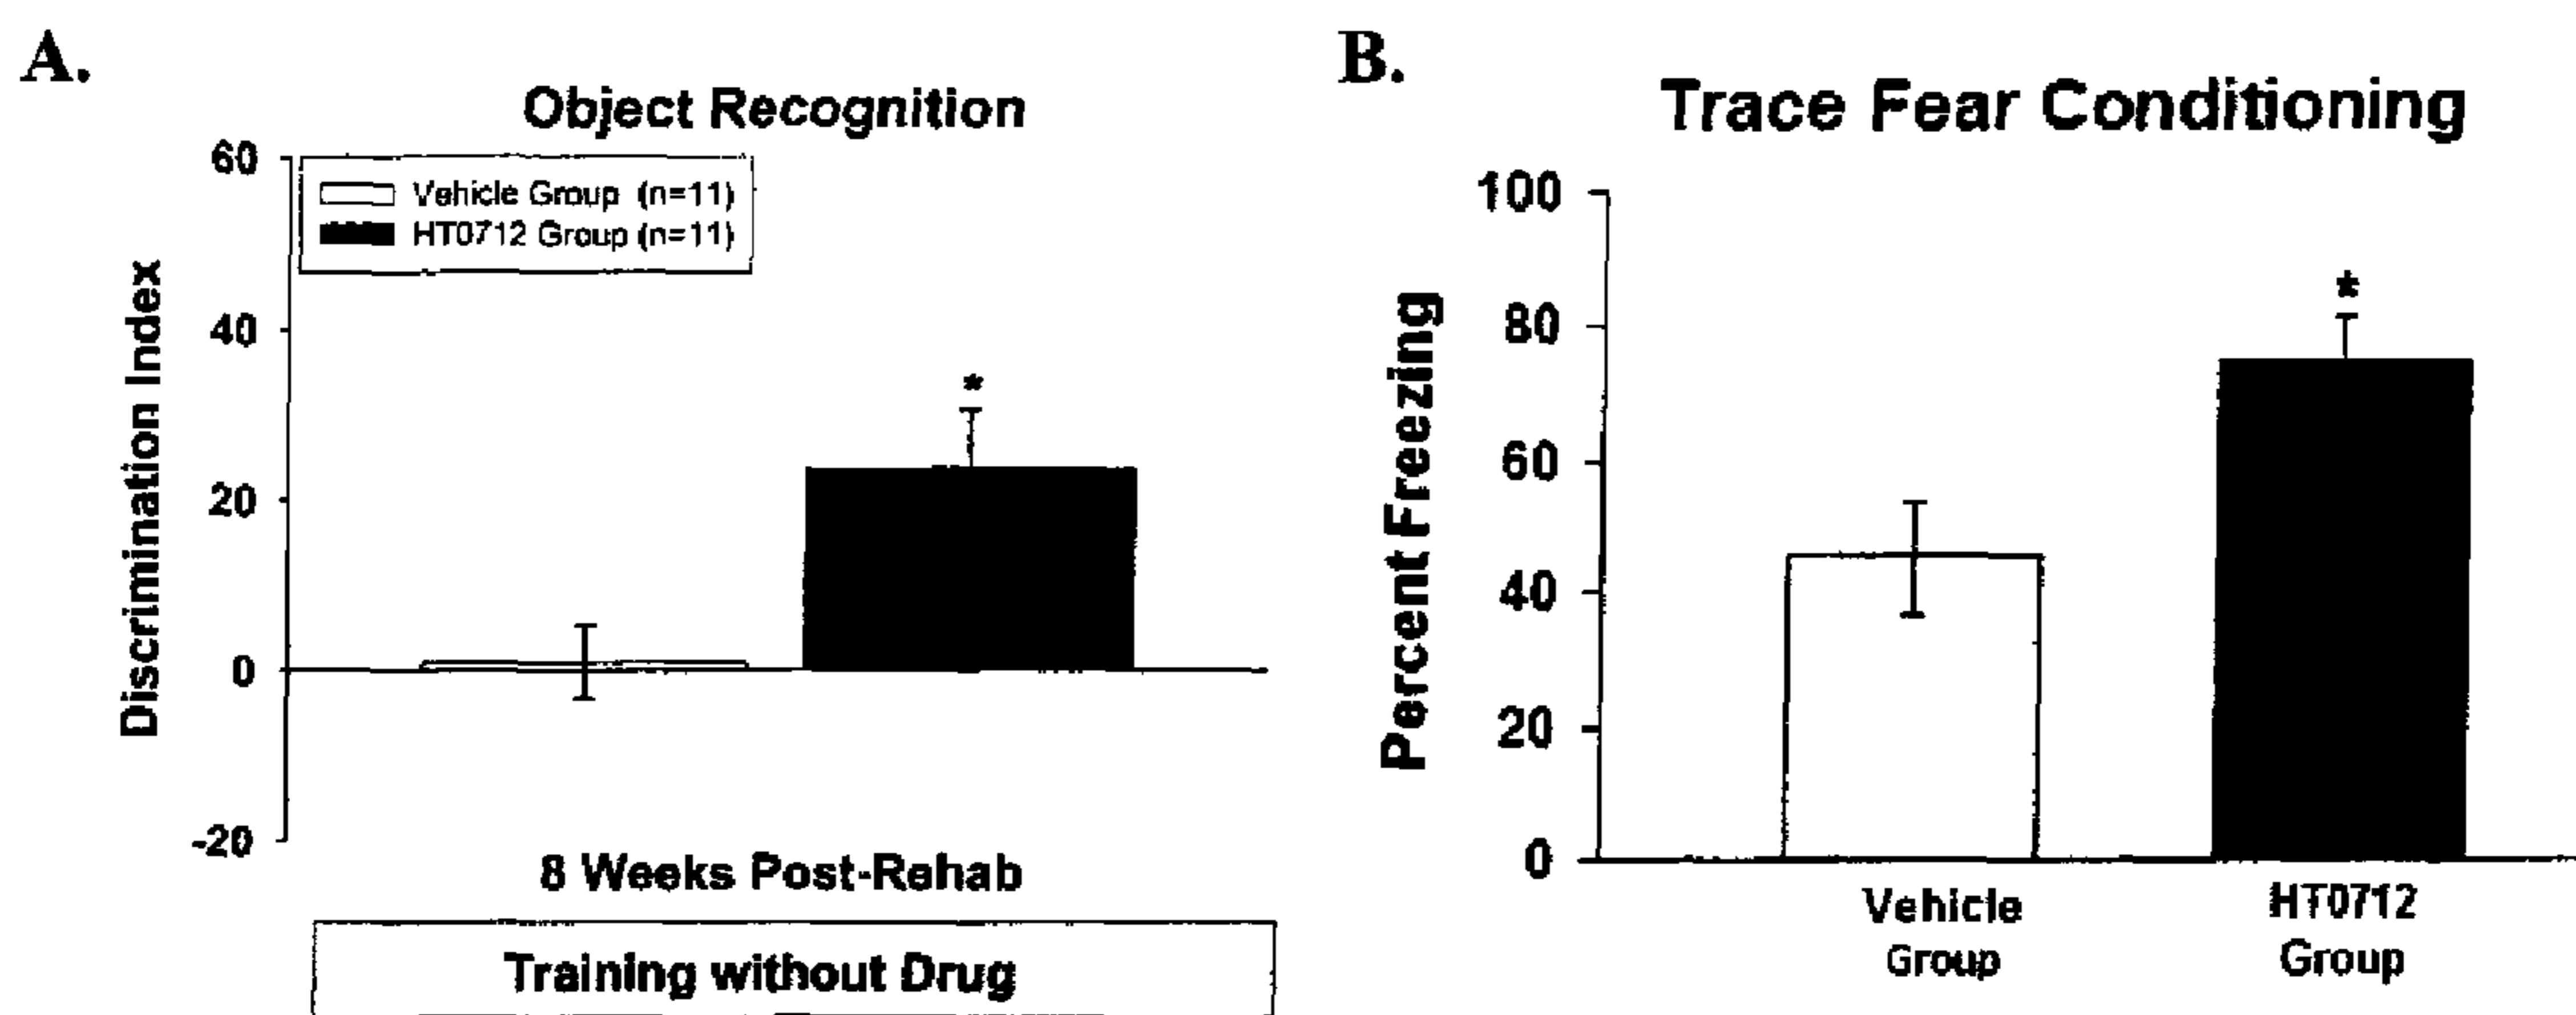 A.
Object Recognition
60
40
20
0
-20
Discrimination Index
Vehicle Group (n=11)
HT0712 Group (n=11)
*
8 Weeks Post-Rehab
Training without Drug
B.
Trace Fear Conditioning
100
80
60
40
20
0
Percent Freezing
*
Vehicle
Group
HT0712
Group